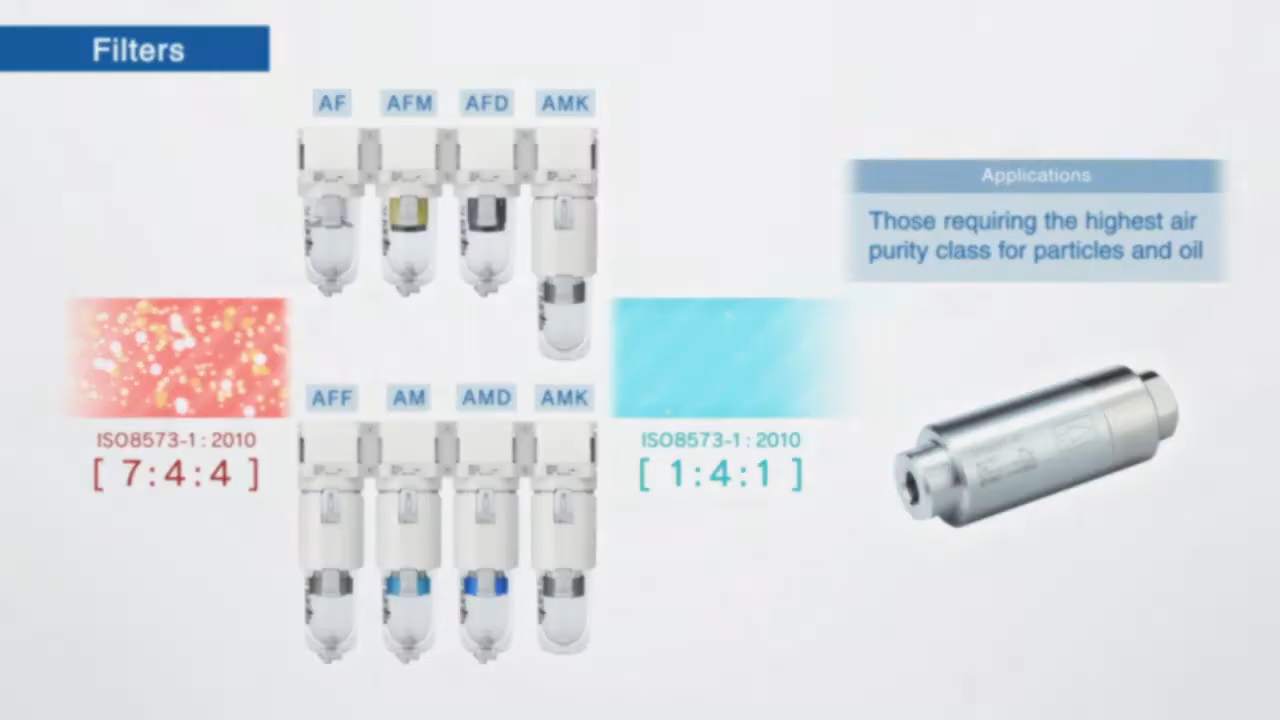 Filters
AF AFM AFD AMK
Applications
Those requiring the highest air
purity class for particles and oil
AFF AM AMD AMK
ISO8573-1 : 2010
[ 7 : 4 : 4 ]
ISO8573-1 : 2010
[ 1 : 4 : 1 ]